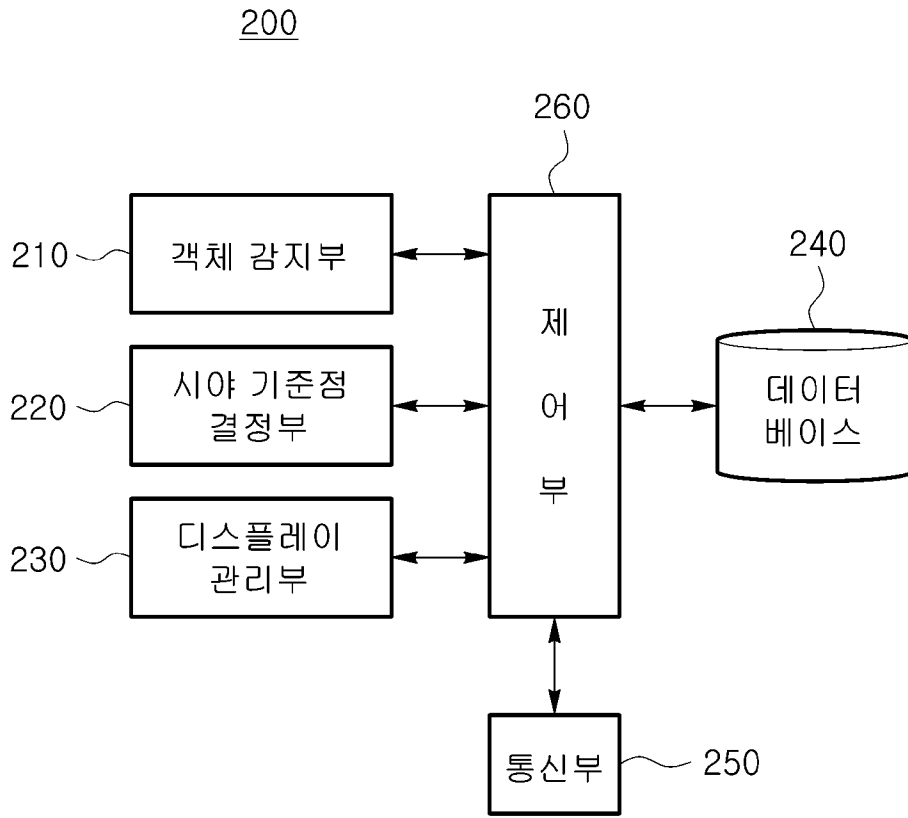 200
260
210
객체 감지부
240
제
어
부
220
시야 기준점
결정부
데이터
베이스
230
디스플레이
관리부
통신부
250